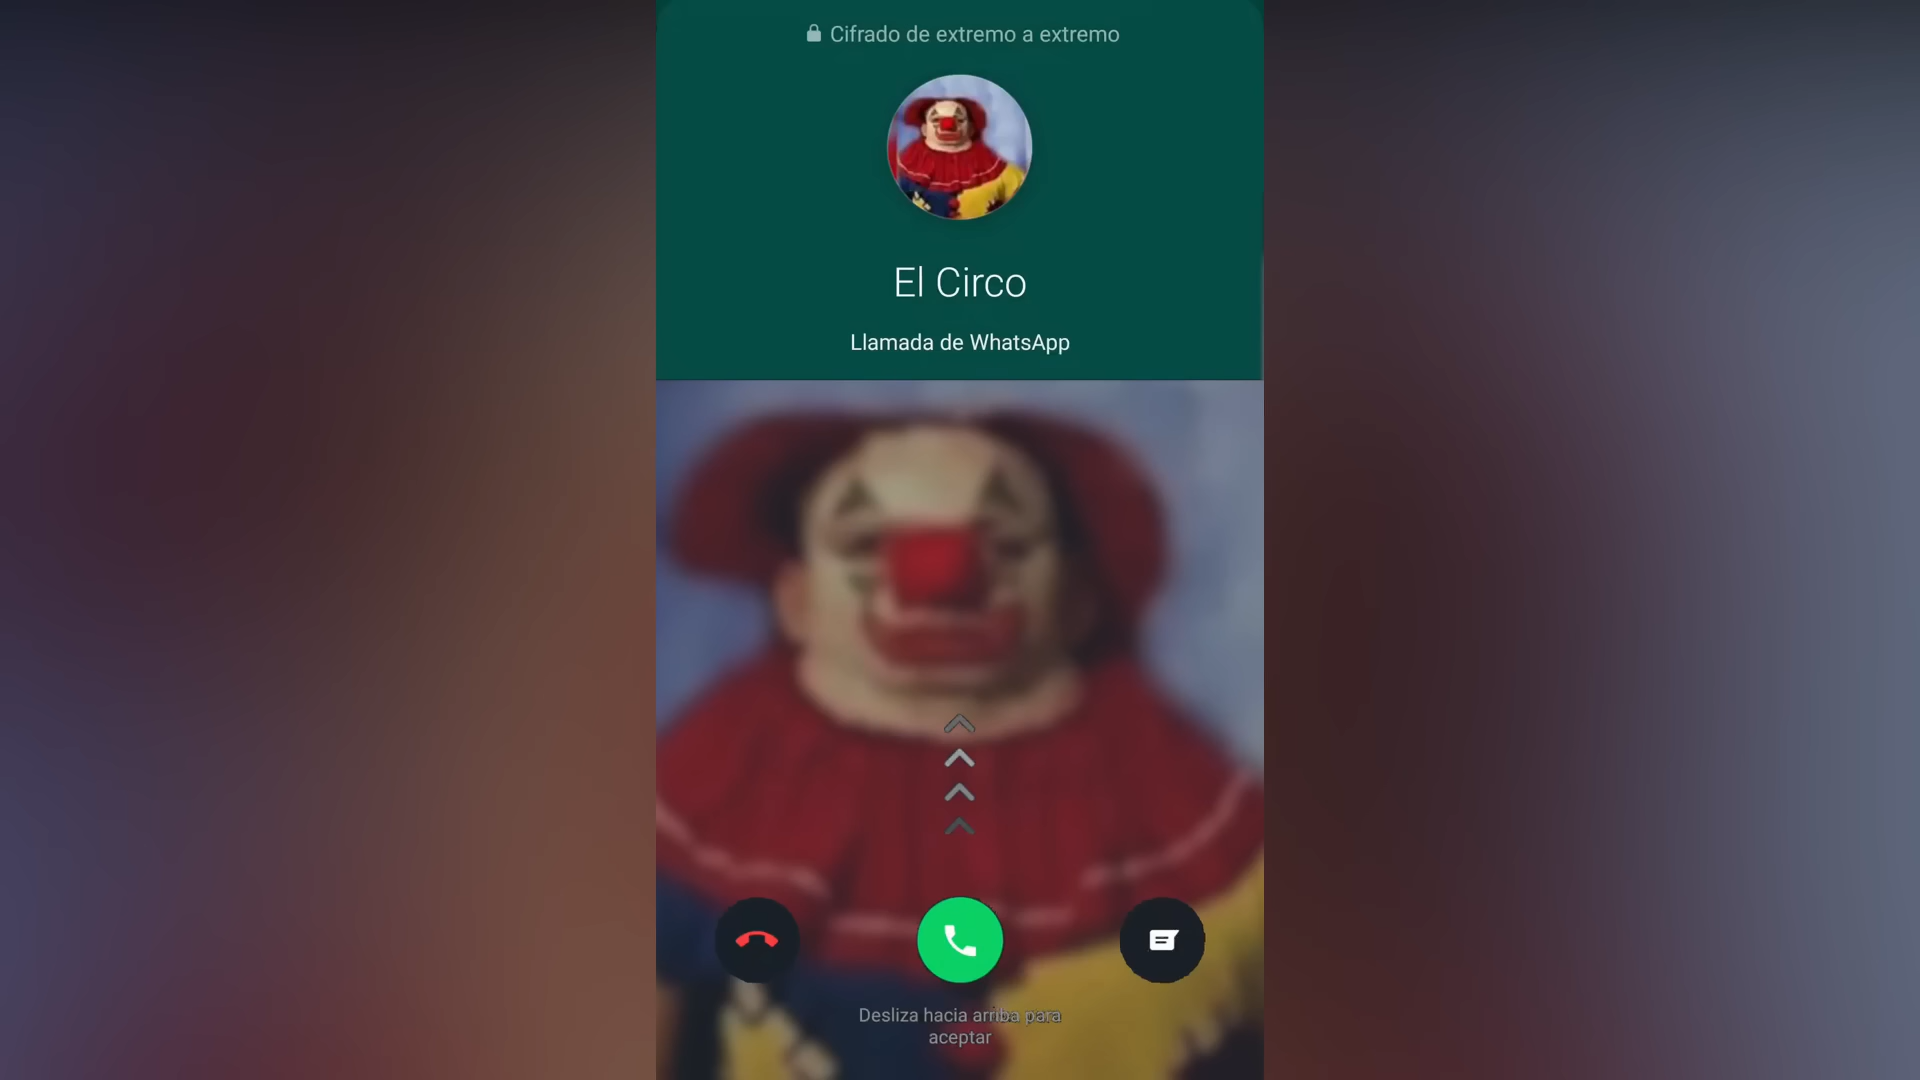 Cifrado de extremo a extremo
El Circo
Llamada de WhatsApp
Desliza hacia arriba para
aceptar